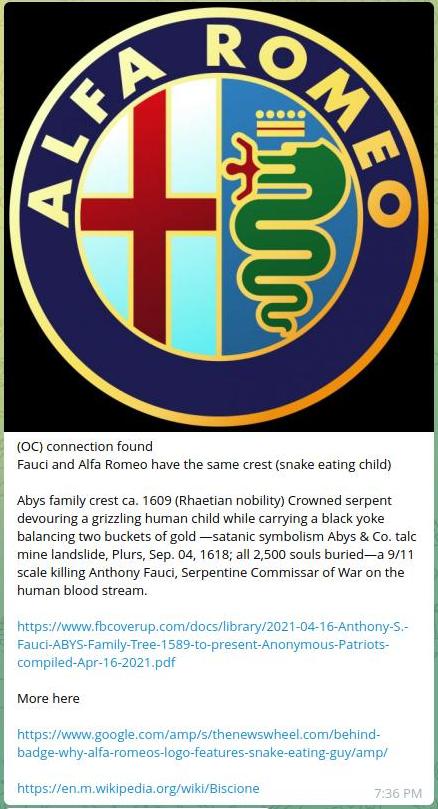 ALFA ROMEO
(OC) connection found
Fauci and Alfa Romeo have the same crest (snake eating child)
Abys family crest ca. 1609 (Rhaetian nobility) Crowned serpent
devouring a grizzling human child while carrying a black yoke
balancing two buckets of gold —satanic symbolism Abys & Co. talc
mine landslide, Plurs, Sep. 04, 1618; all 2,500 souls buried—a 9/11
scale killing Anthony Fauci, Serpentine Commissar of War on the
human blood stream.
https://www.fbcoverup.com/docs/library/2021-04-16-Anthony-S.-
Fauci-ABYS-Family-Tree-1589-to-present-Anonymous-Patriots-
compiled-Apr-16-2021.pdf
More here
https://www.google.com/amp/s/thenewswheel.com/behind-
badge-why-alfa-romeos-logo-features-snake-eating-guy/amp/
https://en.m.wikipedia.org/wiki/Biscione
7:36 PM